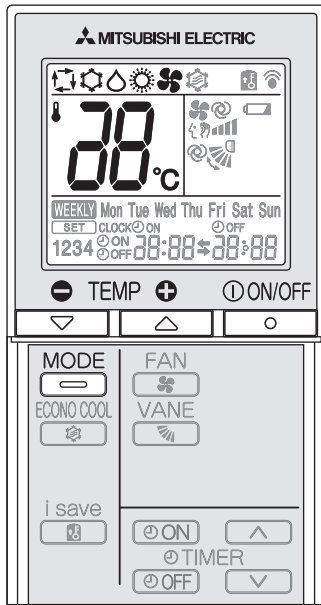 MITSUBISHI ELECTRIC
88°C
WEEKLY Mon Tue Wed Thu Fri Sat Sun
SET CLOCK ON OFF
1234 ON 88:88 88:88
OFF
TEMP ON/OFF
MODE FAN
ECONO COOL VANE
i save
ON
TIMER
OFF